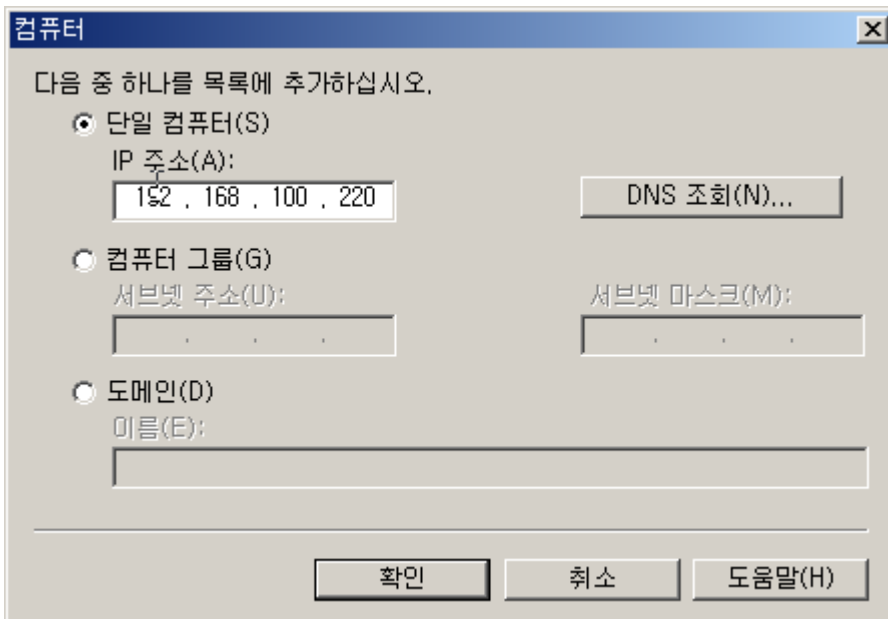 컴퓨터
다음 중 하나를 목록에 추가하십시오.
단일 컴퓨터(S)
IP 주소(A):
192 . 168 . 100 . 220
DNS 조회(N)...
컴퓨터 그룹(G)
서브넷 주소(U): 서브넷 마스크(M):
. . . . . .
도메인(D)
이름(E):
확인 취소 도움말(H)